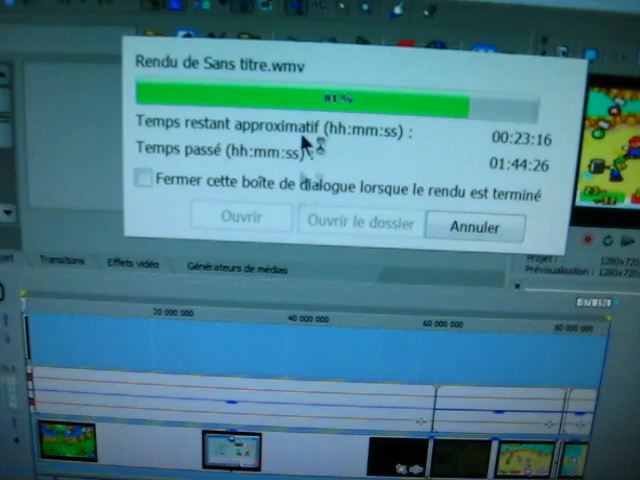 Rendu de Sans titre.wmv
81 %
Temps restant approximatif (hh:mm:ss) : 00:23:16
Temps passé (hh:mm:ss) : 01:44:26
Fermer cette boîte de dialogue lorsque le rendu est terminé
Ouvrir Ouvrir le dossier Annuler
Transitions Effets vidéo Générateurs de médias
Projet : 1280x720
Prévisualisation : 1280x720
20 000 000 40 000 000 60 000 000 80 000 000